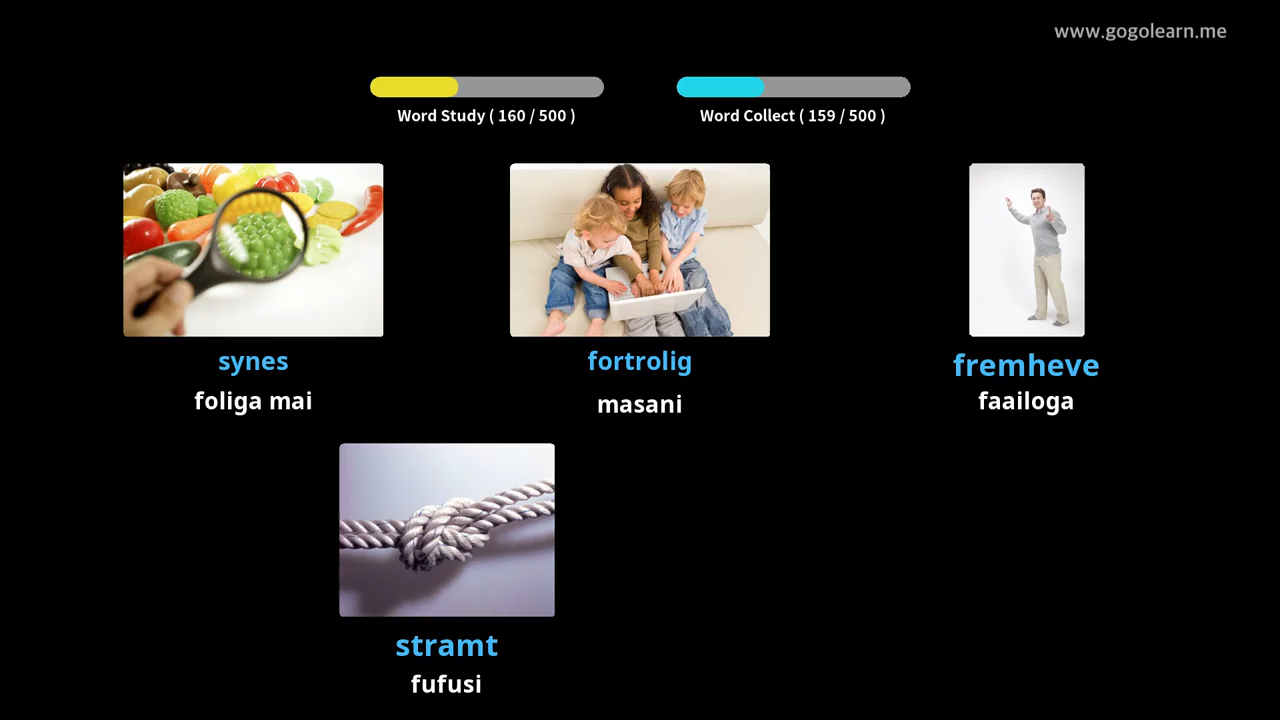 www.gogolearn.me
Word Study ( 160 / 500 )
Word Collect ( 159 / 500 )
synes
foliga mai
fortrolig
masani
fremheve
faailoga
stramt
fufusi